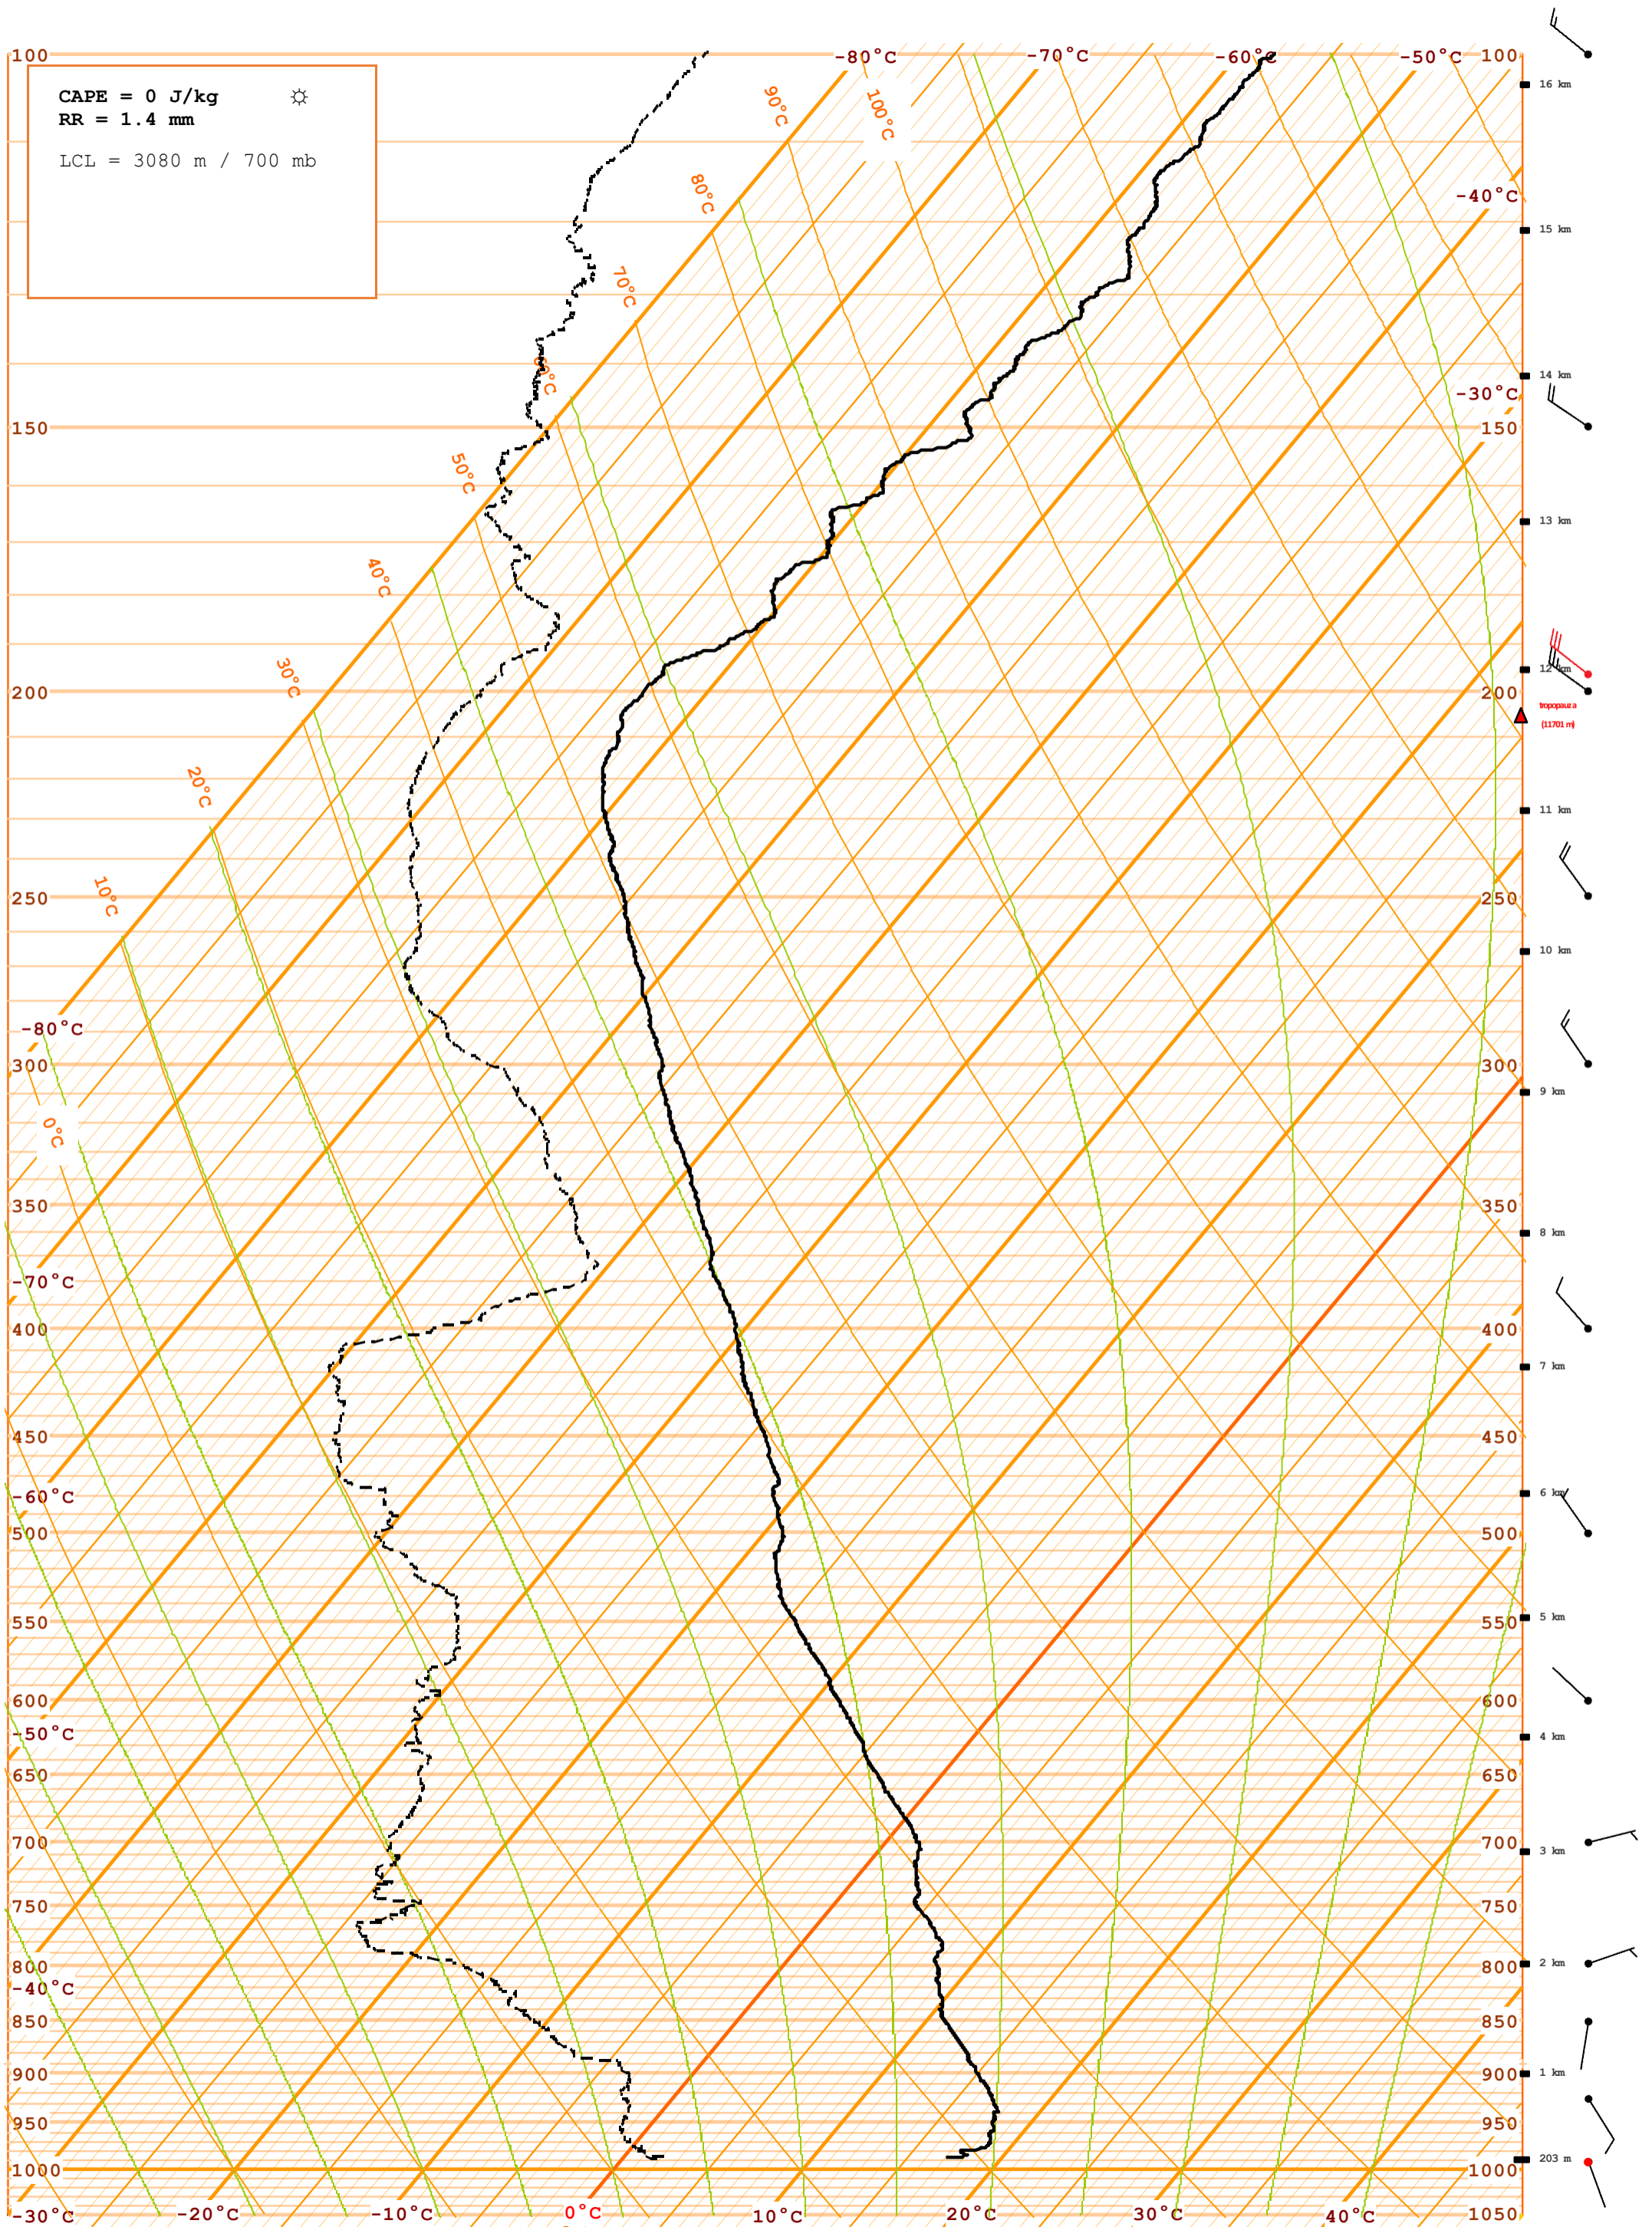 100 -80°C -70°C -60°C -50°C 100
CAPE = 0 J/kg ☼
RR = 1.4 mm
LCL = 3080 m / 700 mb
16 km
90°C 100°C
80°C -40°C
15 km
70°C
60°C 14 km
-30°C
150 150
50°C
13 km
40°C
30°C 12 km
200 200
tropopauza
(11701 m)
20°C
11 km
10°C 250 250
10 km
-80°C
300 300
9 km
0°C
350 350
8 km
-70°C
400 400
7 km
450 450
-60°C 6 km
500 500
550 550 5 km
600 600
-50°C 4 km
650 650
700 700
3 km
750 750
800 800 2 km
-40°C
850 850
900 900 1 km
950 950
203 m
1000 1000
-30°C -20°C -10°C 0°C 10°C 20°C 30°C 40°C 1050